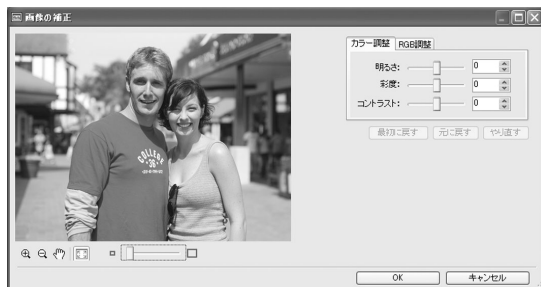 画像の補正
カラー調整 RGB調整
明るさ: 0
彩度: 0
コントラスト: 0
最初に戻す 元に戻す やり直す
COLLEGE
36
OK キャンセル